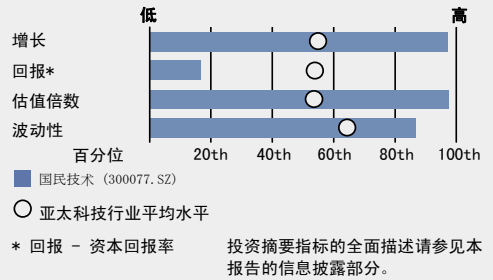 低 高
增长
回报*
估值倍数
波动性
百分位 20th 40th 60th 80th 100th
国民技术 (300077.SZ)
亚太科技行业平均水平
* 回报 - 资本回报率 投资摘要指标的全面描述请参见本
报告的信息披露部分。